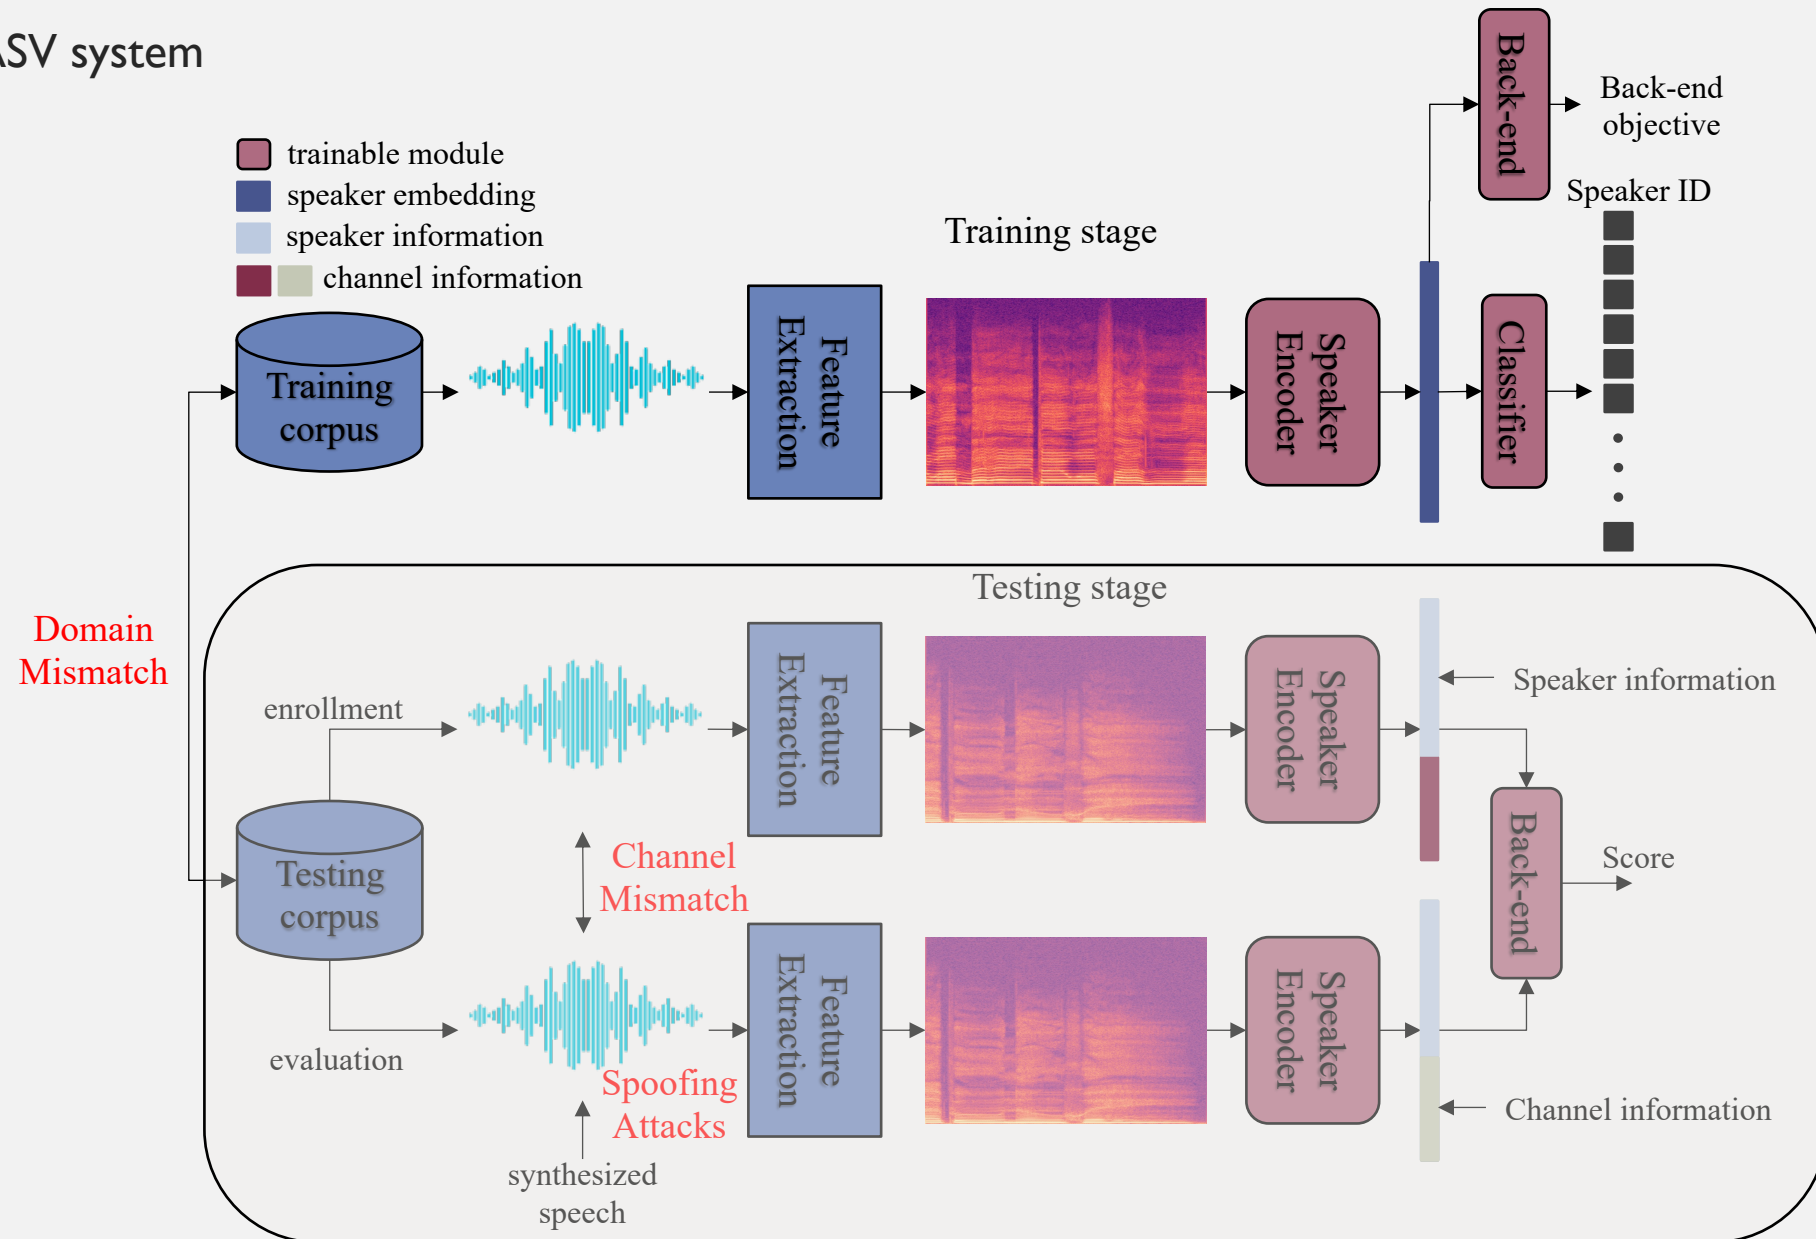 ASV system
trainable module
speaker embedding
speaker information
channel information
Training stage
Back-end
Back-end
objective
Speaker ID
Training
corpus
Feature
Extraction
Speaker
Encoder
Classifier
Domain
Mismatch
Testing stage
enrollment
Feature
Extraction
Speaker
Encoder
Speaker information
Testing
corpus
Channel
Mismatch
Back-end
Score
evaluation
Spoofing
Attacks
synthesized
speech
Feature
Extraction
Speaker
Encoder
Channel information